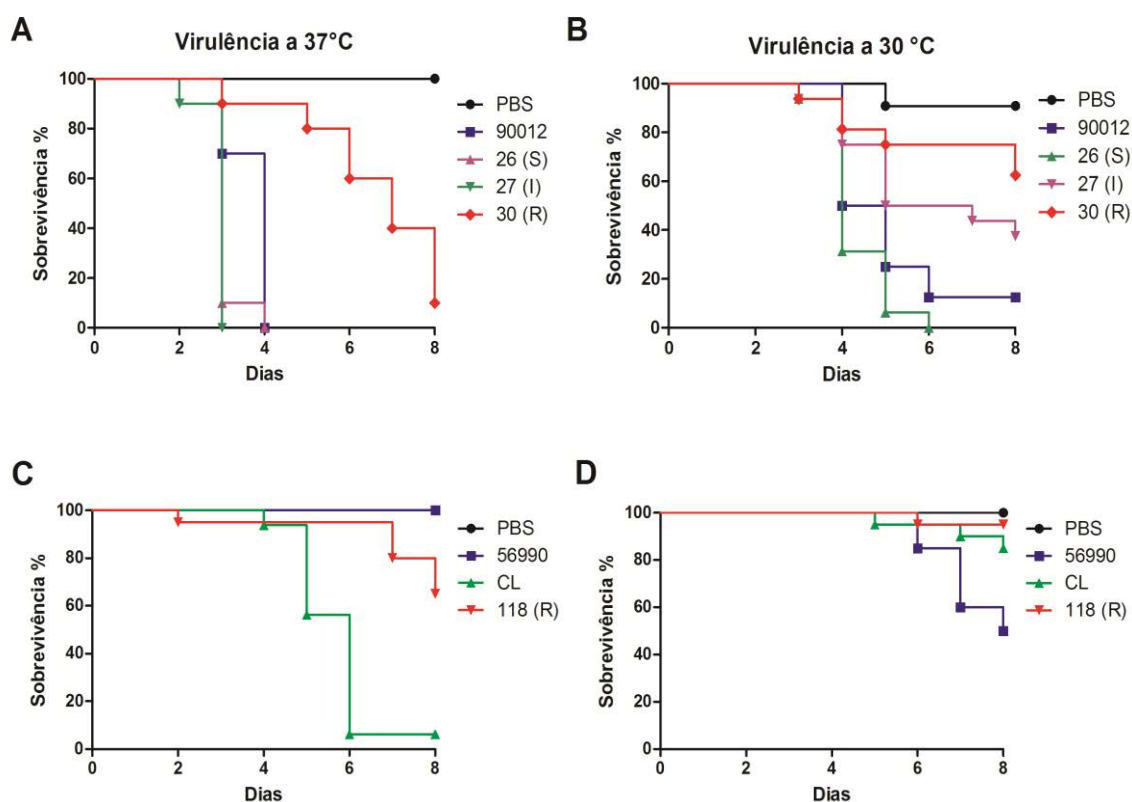 A
Virulência a 37°C
Sobrevivência %
100
80
60
40
20
0
0 2 4 6 8
Dias
PBS
90012
26 (S)
27 (I)
30 (R)
B
Virulência a 30 °C
Sobrevivência %
100
80
60
40
20
0
0 2 4 6 8
Dias
PBS
90012
26 (S)
27 (I)
30 (R)
C
Sobrevivência %
100
80
60
40
20
0
0 2 4 6 8
Dias
PBS
56990
CL
118 (R)
D
Sobrevivência %
100
80
60
40
20
0
0 2 4 6 8
Dias
PBS
56990
CL
118 (R)